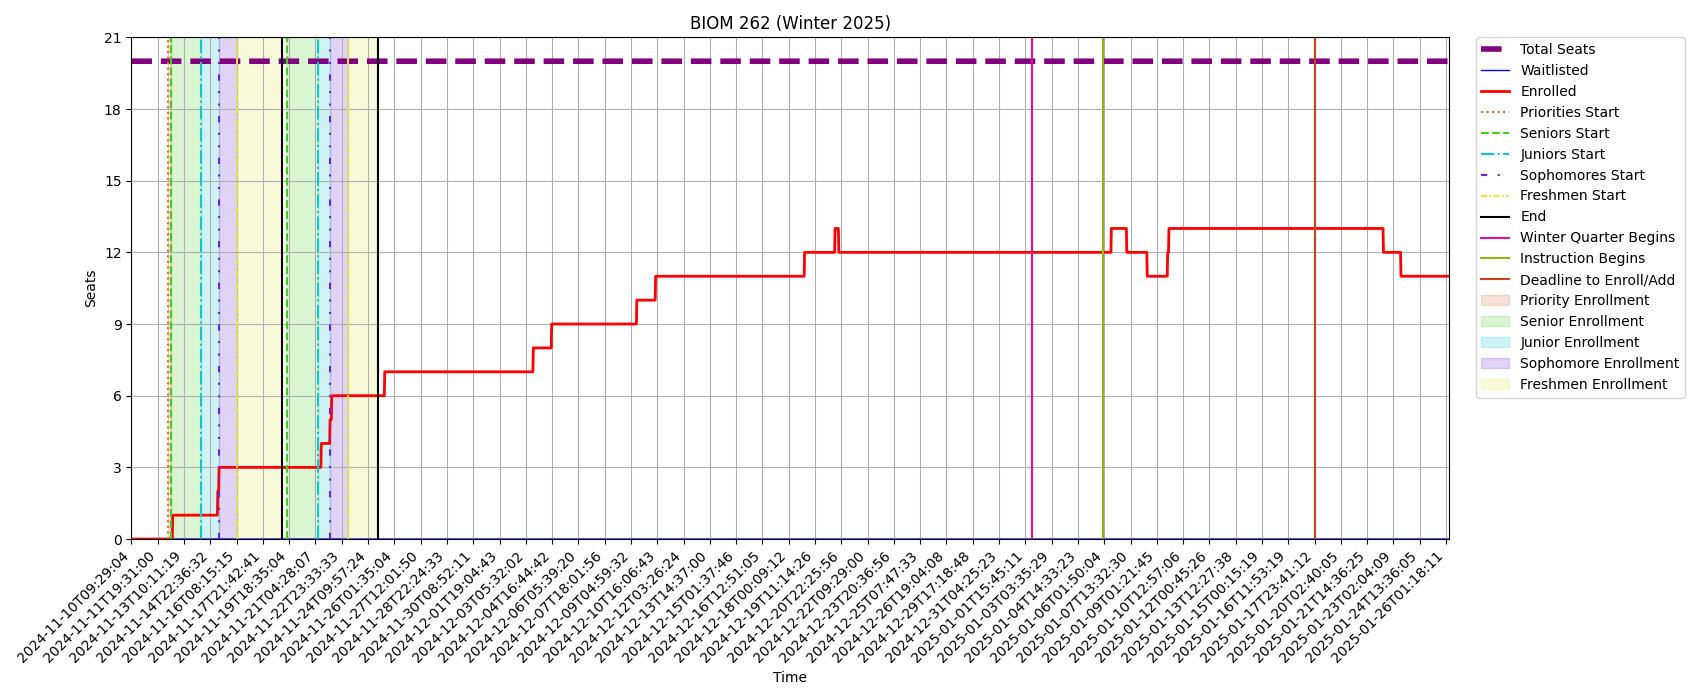 BIOM 262 (Winter 2025)
21
18
15
12
9
6
3
0
Seats
2024-11-10T09:29:04
2024-11-11T19:31:00
2024-11-13T10:11:19
2024-11-14T22:36:32
2024-11-16T08:15:15
2024-11-17T21:42:41
2024-11-19T18:35:04
2024-11-21T04:28:07
2024-11-22T23:33:33
2024-11-24T09:57:24
2024-11-26T01:35:04
2024-11-27T12:01:50
2024-11-28T22:24:33
2024-11-30T08:52:11
2024-12-01T19:04:43
2024-12-03T05:32:02
2024-12-04T16:44:42
2024-12-06T05:39:20
2024-12-07T18:01:56
2024-12-09T04:59:32
2024-12-10T16:06:43
2024-12-12T03:26:24
2024-12-13T14:37:00
2024-12-15T01:37:46
2024-12-16T12:51:05
2024-12-18T00:09:12
2024-12-19T11:14:26
2024-12-20T22:25:56
2024-12-22T09:29:00
2024-12-23T20:36:56
2024-12-25T07:47:33
2024-12-26T19:04:08
2024-12-29T17:18:48
2024-12-31T04:25:23
2025-01-01T15:45:11
2025-01-03T03:35:29
2025-01-04T14:33:23
2025-01-06T01:50:04
2025-01-07T13:32:30
2025-01-09T01:21:45
2025-01-10T12:57:06
2025-01-12T00:45:26
2025-01-13T12:27:38
2025-01-15T00:15:19
2025-01-16T11:53:19
2025-01-17T23:41:12
2025-01-20T02:40:05
2025-01-21T14:36:25
2025-01-23T02:04:09
2025-01-24T13:36:05
2025-01-26T01:18:11
Time
Total Seats
Waitlisted
Enrolled
Priorities Start
Seniors Start
Juniors Start
Sophomores Start
Freshmen Start
End
Winter Quarter Begins
Instruction Begins
Deadline to Enroll/Add
Priority Enrollment
Senior Enrollment
Junior Enrollment
Sophomore Enrollment
Freshmen Enrollment